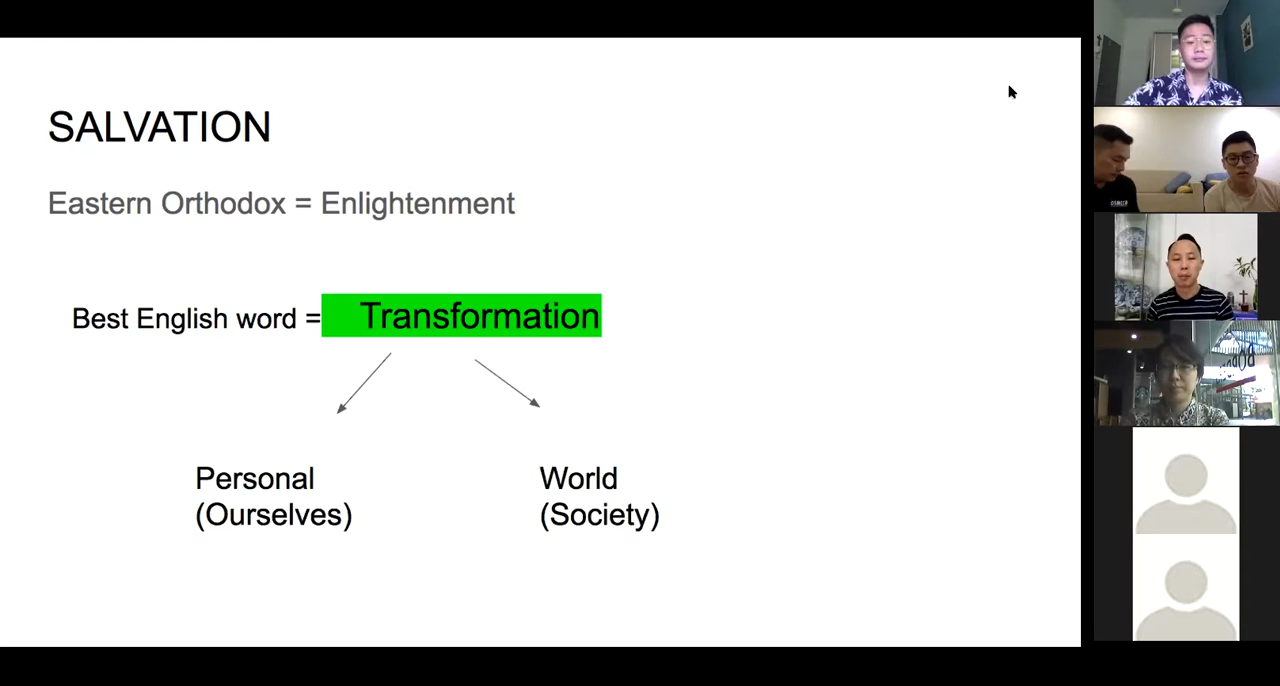 SALVATION
Eastern Orthodox = Enlightenment
Best English word = Transformation
Personal
(Ourselves)
World
(Society)